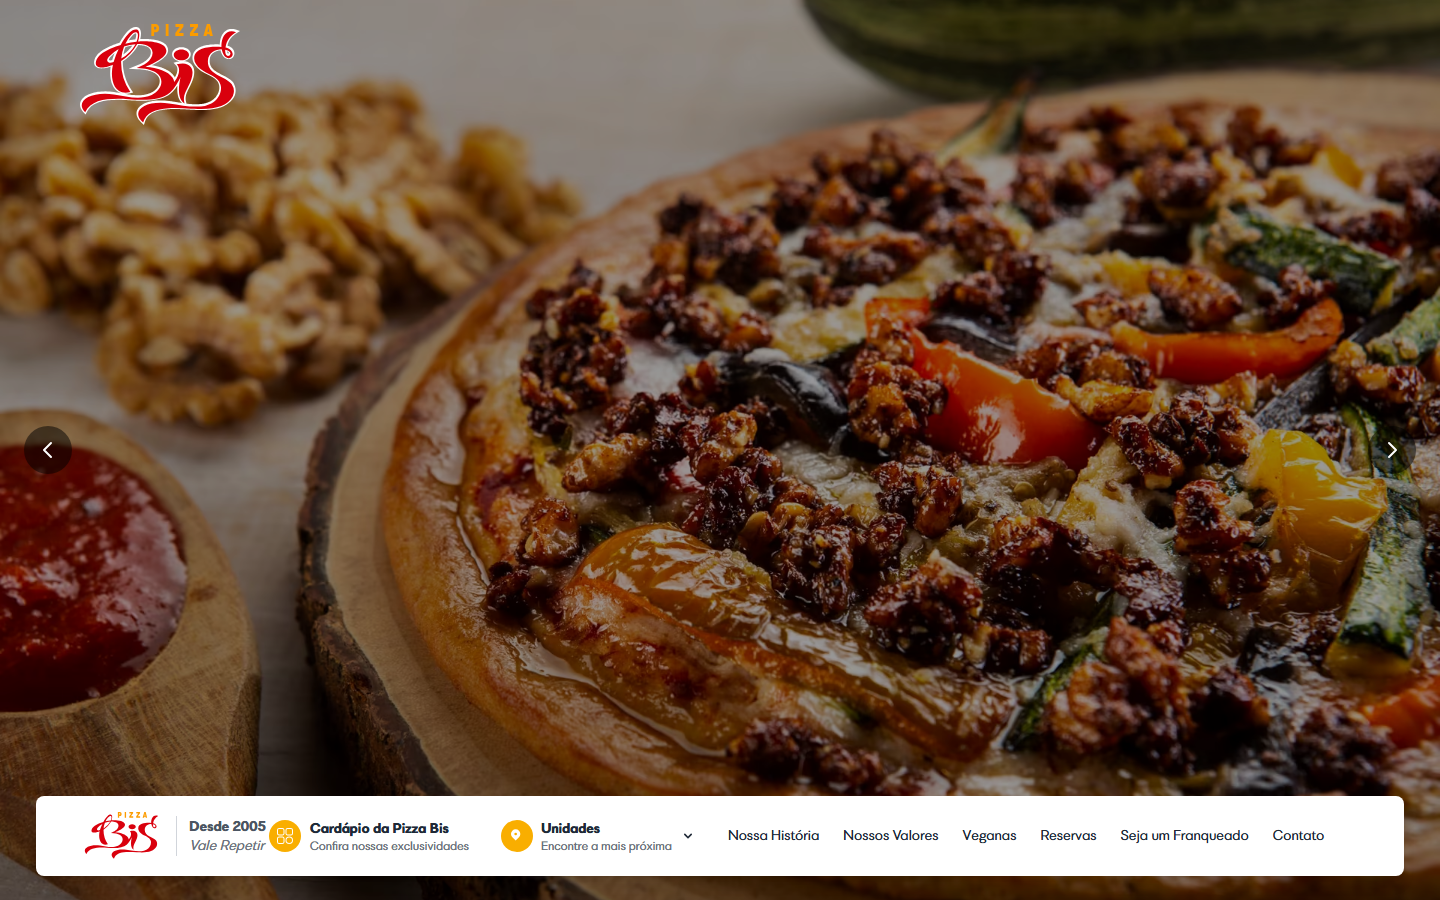 PIZZA
Bis
PIZZA
Bis
Desde 2005
Vale Repetir
Cardápio da Pizza Bis
Confira nossas exclusividades
Unidades
Encontre a mais próxima
Nossa História
Nossos Valores
Veganas
Reservas
Seja um Franqueado
Contato